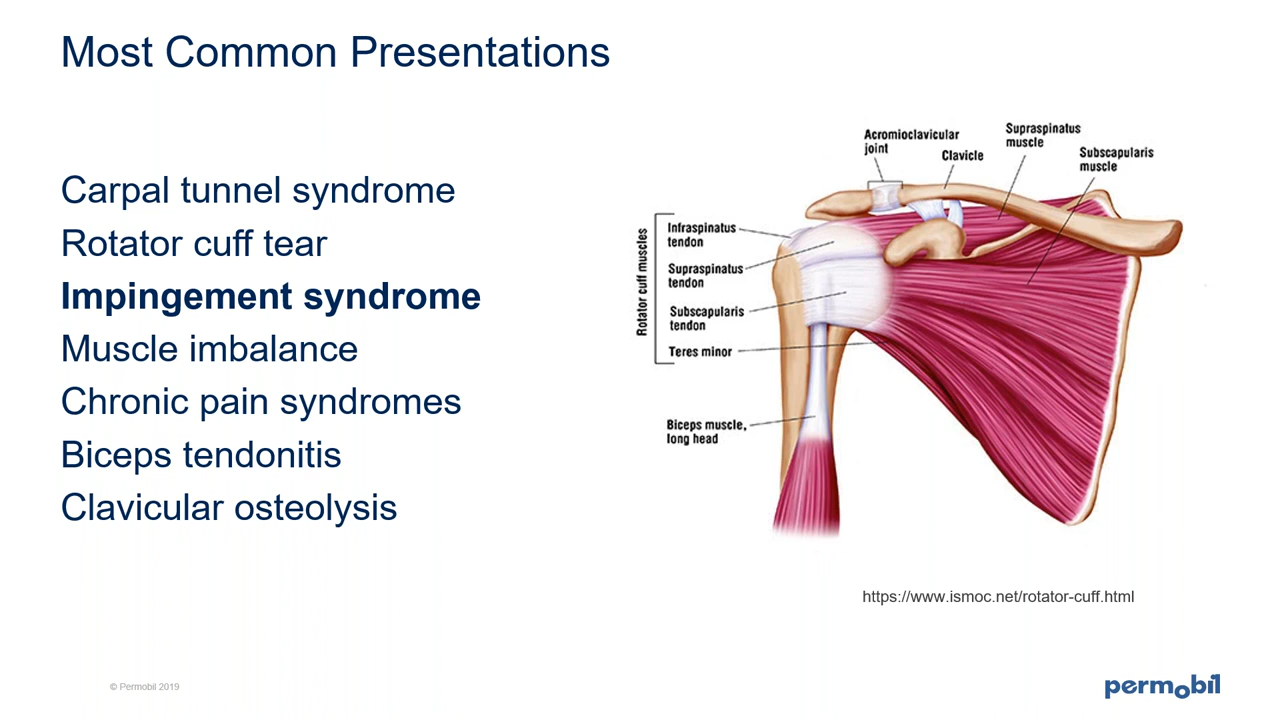 Most Common Presentations
Carpal tunnel syndrome
Rotator cuff tear
Impingement syndrome
Muscle imbalance
Chronic pain syndromes
Biceps tendonitis
Clavicular osteolysis
Acromioclavicular
joint
Clavicle
Supraspinatus
muscle
Subscapularis
muscle
Rotator cuff muscles
Infraspinatus
tendon
Supraspinatus
tendon
Subscapularis
tendon
Teres minor
Biceps muscle,
long head
https://www.ismoc.net/rotator-cuff.html
© Permobil 2019
permobil